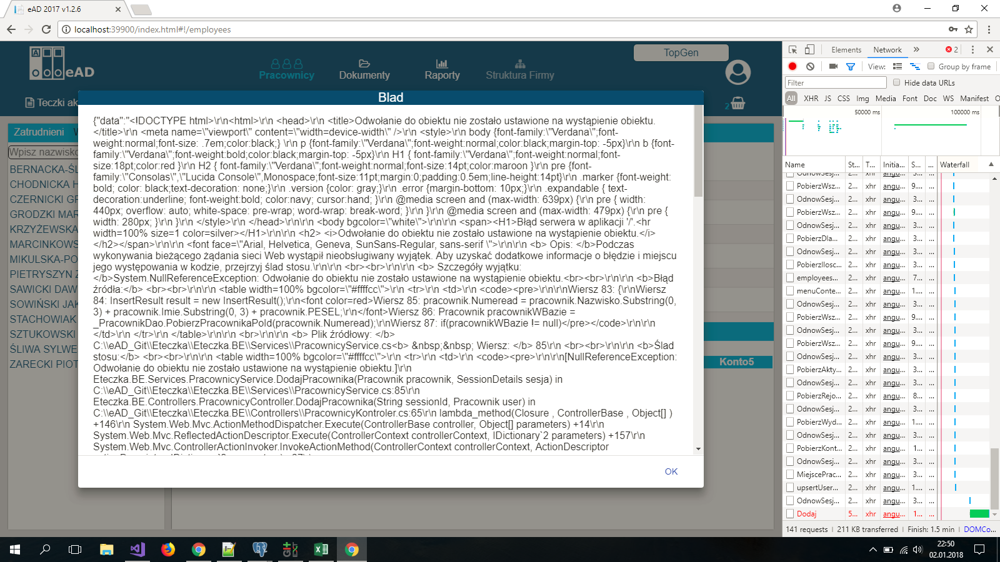 eAD 2017 v1.2.6
localhost:39900/index.html#!/employees
A
eAD
Pracownicy
Dokumenty
Raporty
Struktura Firmy
TopGen
Teczki ak
2
Zatrudnieni
Wpisz nazwisko
BERNACKA-ŚL
CHODNICKA H
CZERNICKI GR
GRODZKI MAR
KRZYŻEWSKA
MARCINKOWS
MIKULSKA-PO
PIETRYSZYN Z
SAWICKI DAW
SOWIŃSKI JAK
STACHOWIAK
SZTUKOWSKI
ŚLIWA SYLWE
ZARECKI PIOT
Konto5
Blad
{"data":"<!DOCTYPE html>\r\n<html>\r\n <head>\r\n <title>Odwołanie do obiektu nie zostało ustawione na wystąpienie obiektu.
</title>\r\n <meta name=\"viewport\" content=\"width=device-width\" />\r\n <style>\r\n body {font-family:\"Verdana\";font-
weight:normal;font-size: .7em;color:black;} \r\n p {font-family:\"Verdana\";font-weight:normal;color:black;margin-top: -5px}\r\n b {font-
family:\"Verdana\";font-weight:bold;color:black;margin-top: -5px}\r\n H1 { font-family:\"Verdana\";font-weight:normal;font-
size:18pt;color:red }\r\n H2 { font-family:\"Verdana\";font-weight:normal;font-size:14pt;color:maroon }\r\n pre {font-
family:\"Consolas\",\"Lucida Console\",Monospace;font-size:11pt;margin:0;padding:0.5em;line-height:14pt}\r\n .marker {font-weight:
bold; color: black;text-decoration: none;}\r\n .version {color: gray;}\r\n .error {margin-bottom: 10px;}\r\n .expandable { text-
decoration:underline; font-weight:bold; color:navy; cursor:hand; }\r\n @media screen and (max-width: 639px) {\r\n pre { width:
440px; overflow: auto; white-space: pre-wrap; word-wrap: break-word; }\r\n }\r\n @media screen and (max-width: 479px) {\r\n pre {
width: 280px; }\r\n }\r\n </style>\r\n </head>\r\n\r\n <body bgcolor=\"white\">\r\n\r\n <span><H1>Błąd serwera w aplikacji '/'.<hr
width=100% size=1 color=silver></H1>\r\n\r\n <h2> <i>Odwołanie do obiektu nie zostało ustawione na wystąpienie obiektu.</i>
</h2></span>\r\n\r\n <font face=\"Arial, Helvetica, Geneva, SunSans-Regular, sans-serif \">\r\n\r\n <b> Opis: </b>Podczas
wykonywania bieżącego żądania sieci Web wystąpił nieobsługiwany wyjątek. Aby uzyskać dodatkowe informacje o błędzie i miejscu
jego występowania w kodzie, przejrzyj ślad stosu.\r\n\r\n <br><br>\r\n\r\n <b> Szczegóły wyjątku:
</b>System.NullReferenceException: Odwołanie do obiektu nie zostało ustawione na wystąpienie obiektu.<br><br>\r\n\r\n <b>Błąd
źródła:</b> <br><br>\r\n\r\n <table width=100% bgcolor=\"#ffffcc\">\r\n <tr>\r\n <td>\r\n <code><pre>\r\n\r\nWiersz 83: {\r\nWiersz
84: InsertResult result = new InsertResult();\r\n<font color=red>Wiersz 85: pracownik.Numeread = pracownik.Nazwisko.Substring(0,
3) + pracownik.Imie.Substring(0, 3) + pracownik.PESEL;\r\n</font>Wiersz 86: Pracownik pracownikWBazie =
_PracownikDao.PobierzPracownikaPoId(pracownik.Numeread);\r\nWiersz 87: if(pracownikWBazie != null)</pre></code>\r\n\r\n
</td>\r\n </tr>\r\n </table>\r\n\r\n <br>\r\n\r\n <b> Plik źródłowy: </b>
C:\\eAD_Git\\Eteczka\\Eteczka.BE\\Services\\PracownicyService.cs<b> &nbsp;&nbsp; Wiersz: </b> 85\r\n <br><br>\r\n\r\n <b>Ślad
stosu:</b> <br><br>\r\n\r\n <table width=100% bgcolor=\"#ffffcc\">\r\n <tr>\r\n <td>\r\n <code><pre>\r\n\r\n[NullReferenceException:
Odwołanie do obiektu nie zostało ustawione na wystąpienie obiektu.]\r\n
Eteczka.BE.Services.PracownicyService.DodajPracownika(Pracownik pracownik, SessionDetails sesja) in
C:\\eAD_Git\\Eteczka\\Eteczka.BE\\Services\\PracownicyService.cs:85\r\n
Eteczka.BE.Controllers.PracownicyController.DodajPracownika(String sessionId, Pracownik user) in
C:\\eAD_Git\\Eteczka\\Eteczka.BE\\Controllers\\PracownicyKontroler.cs:65\r\n lambda_method(Closure , ControllerBase , Object[] )
+146\r\n System.Web.Mvc.ActionMethodDispatcher.Execute(ControllerBase controller, Object[] parameters) +14\r\n
System.Web.Mvc.ReflectedActionDescriptor.Execute(ControllerContext controllerContext, IDictionary`2 parameters) +157\r\n
System.Web.Mvc.ControllerActionInvoker.InvokeActionMethod(ControllerContext controllerContext, ActionDescriptor
OK
Elements Network » 2
View: Group by frame
Filter Hide data URLs
All XHR JS CSS Img Media Font Doc WS Manifest O
50000 ms 100000 ms
Name St... T... Initia... S... ... Waterfall
OdnowSesj... 2... xhr angu... 3... ...
PobierzWsz... 2... xhr angu... 9... ...
OdnowSesj... 2... xhr angu... 3... ...
PobierzWsz... 2... xhr angu... 9... ...
OdnowSesj... 2... xhr angu... 3... ...
PobierzDla... 2... xhr angu... 3... ...
OdnowSesj... 2... xhr angu... 3... ...
PobierzIlosc... 2... xhr angu... 3... ...
employees... 2... xhr angu... 7... ...
menuConte... 2... xhr angu... 1.... ...
OdnowSesj... 2... xhr angu... 3... ...
PobierzWsz... 2... xhr angu... 9... ...
OdnowSesj... 2... xhr angu... 3... ...
PobierzWsz... 2... xhr angu... 9... ...
OdnowSesj... 2... xhr angu... 3... ...
PobierzAkty... 2... xhr angu... 3... ...
OdnowSesj... 2... xhr angu... 3... ...
PobierzRejo... 2... xhr angu... 8... ...
OdnowSesj... 2... xhr angu... 3... ...
PobierzWyd... 2... xhr angu... 1... ...
OdnowSesj... 2... xhr angu... 3... ...
PobierzKont... 2... xhr angu... 1... ...
OdnowSesj... 2... xhr angu... 3... ...
MiejscePrac... 2... xhr angu... 3... ...
upsertUser... 2... xhr angu... 1.... ...
OdnowSesj... 2... xhr angu... 3... ...
Dodaj 5... xhr angu... 1... ...
141 requests | 211 KB transferred | Finish: 1.5 min | DOMCo...
22:50
02.01.2018